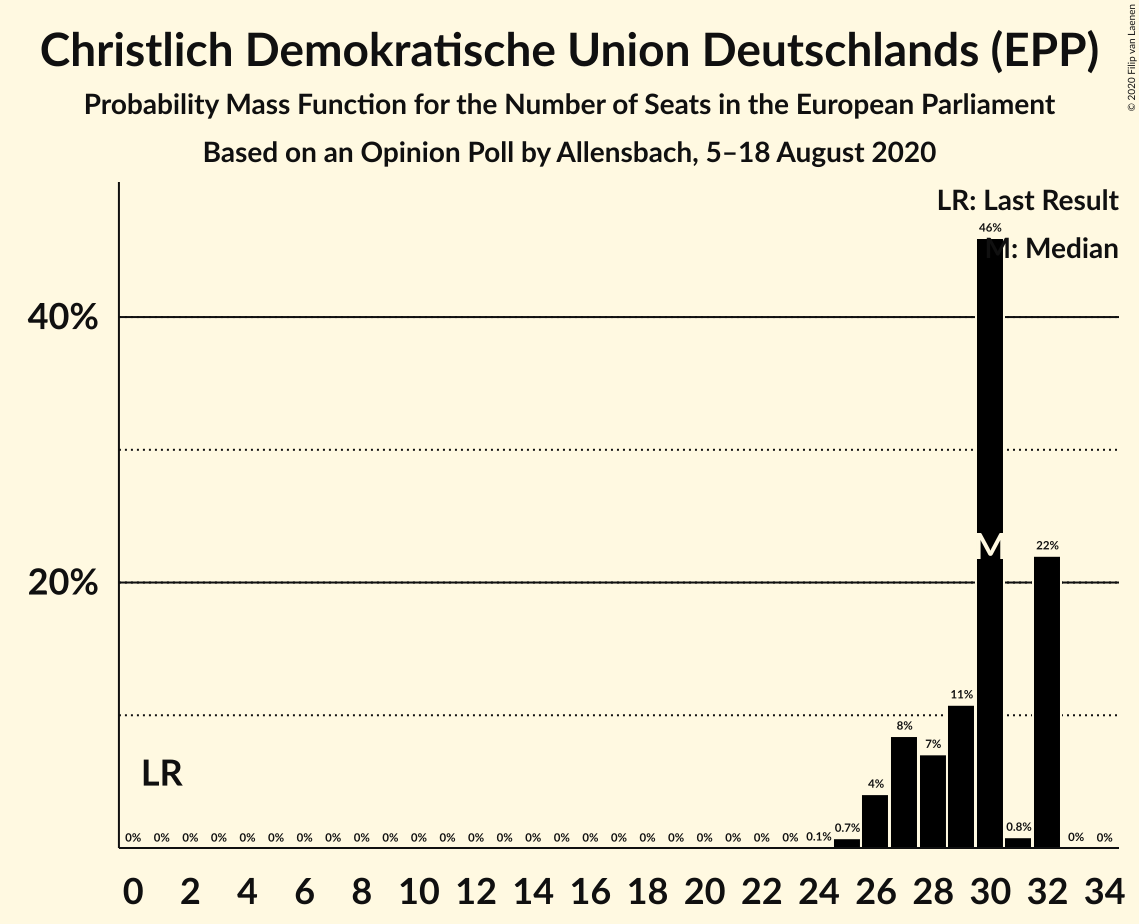 Christlich Demokratische Union Deutschlands (EPP)
Probability Mass Function for the Number of Seats in the European Parliament
Based on an Opinion Poll by Allensbach, 5–18 August 2020
© 2020 Filip van Laenen
LR: Last Result
M: Median
40%
20%
46%
M
22%
11%
8%
7%
4%
LR
0% 0% 0% 0% 0% 0% 0% 0% 0% 0% 0% 0% 0% 0% 0% 0% 0% 0% 0% 0% 0% 0% 0% 0% 0.1% 0.7% 0.8% 0% 0%
0 2 4 6 8 10 12 14 16 18 20 22 24 26 28 30 32 34